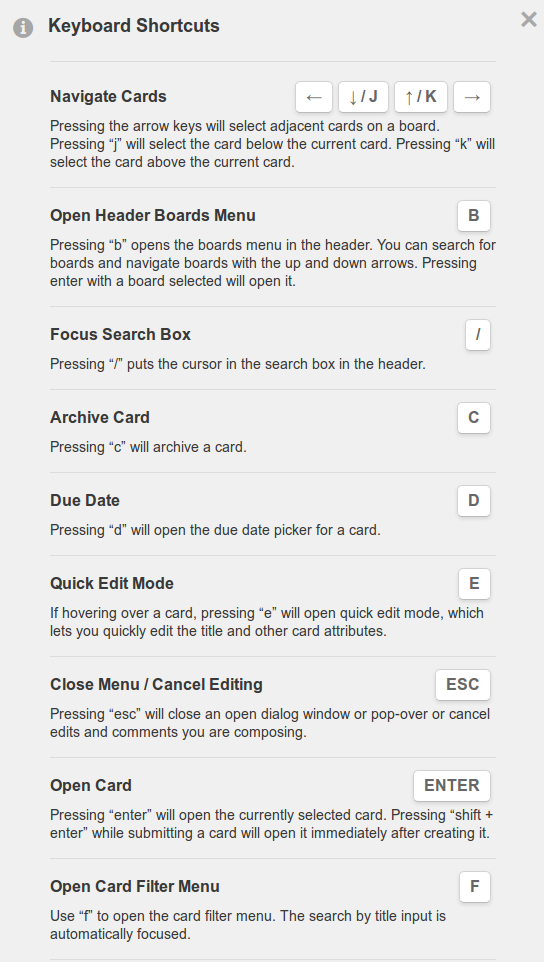 Keyboard Shortcuts
Navigate Cards ← ↓ / J ↑ / K →
Pressing the arrow keys will select adjacent cards on a board.
Pressing “j” will select the card below the current card. Pressing “k” will
select the card above the current card.
Open Header Boards Menu B
Pressing “b” opens the boards menu in the header. You can search for
boards and navigate boards with the up and down arrows. Pressing
enter with a board selected will open it.
Focus Search Box /
Pressing “/” puts the cursor in the search box in the header.
Archive Card C
Pressing “c” will archive a card.
Due Date D
Pressing “d” will open the due date picker for a card.
Quick Edit Mode E
If hovering over a card, pressing “e” will open quick edit mode, which
lets you quickly edit the title and other card attributes.
Close Menu / Cancel Editing ESC
Pressing “esc” will close an open dialog window or pop-over or cancel
edits and comments you are composing.
Open Card ENTER
Pressing “enter” will open the currently selected card. Pressing “shift +
enter” while submitting a card will open it immediately after creating it.
Open Card Filter Menu F
Use “f” to open the card filter menu. The search by title input is
automatically focused.